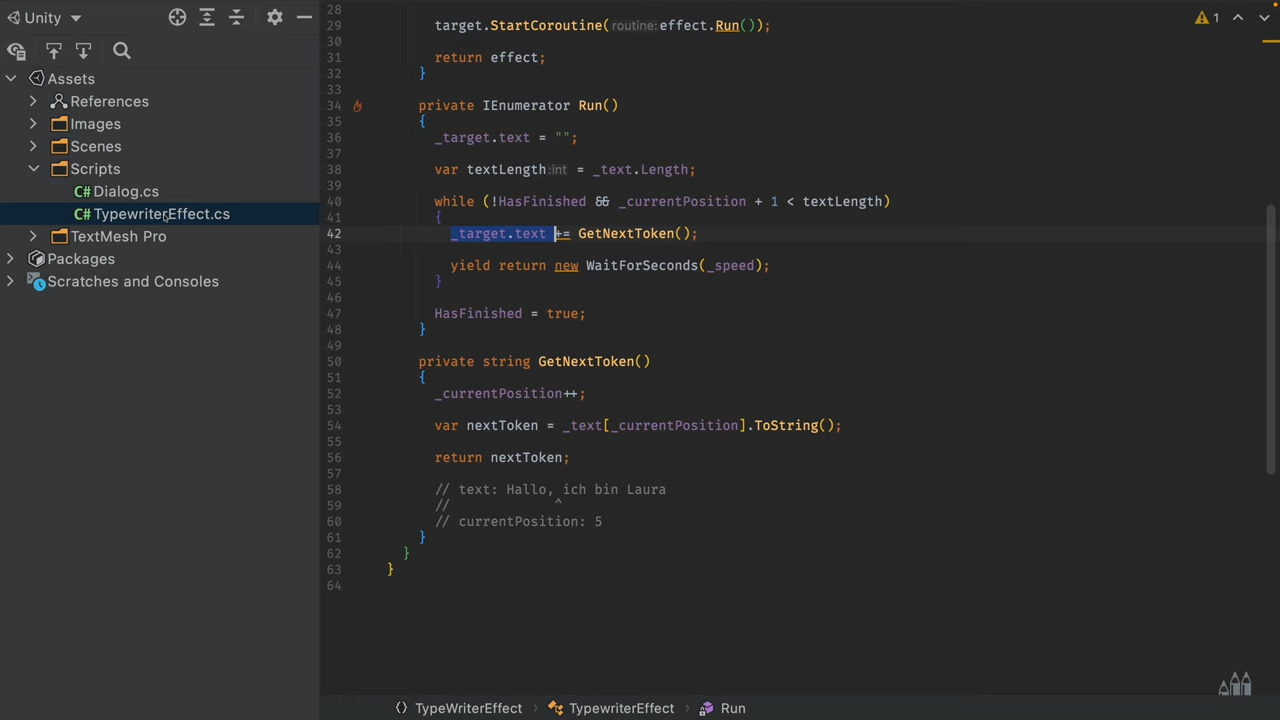 Unity
Assets
References
Images
Scenes
Scripts
C# Dialog.cs
C# TypewriterEffect.cs
TextMesh Pro
Packages
Scratches and Consoles
28
29 target.StartCoroutine( routine: effect.Run());
30
31 return effect;
32 }
33
34 private IEnumerator Run()
35 {
36 _target.text = "";
37
38 var textLength :int = _text.Length;
39
40 while (!HasFinished && _currentPosition + 1 < textLength)
41 {
42 _target.text += GetNextToken();
43
44 yield return new WaitForSeconds(_speed);
45 }
46
47 HasFinished = true;
48 }
49
50 private string GetNextToken()
51 {
52 _currentPosition++;
53
54 var nextToken = _text[_currentPosition].ToString();
55
56 return nextToken;
57
58 // text: Hallo, ich bin Laura
59 // ^
60 // currentPosition: 5
61 }
62 }
63 }
64
1
TypeWriterEffect
TypewriterEffect
Run